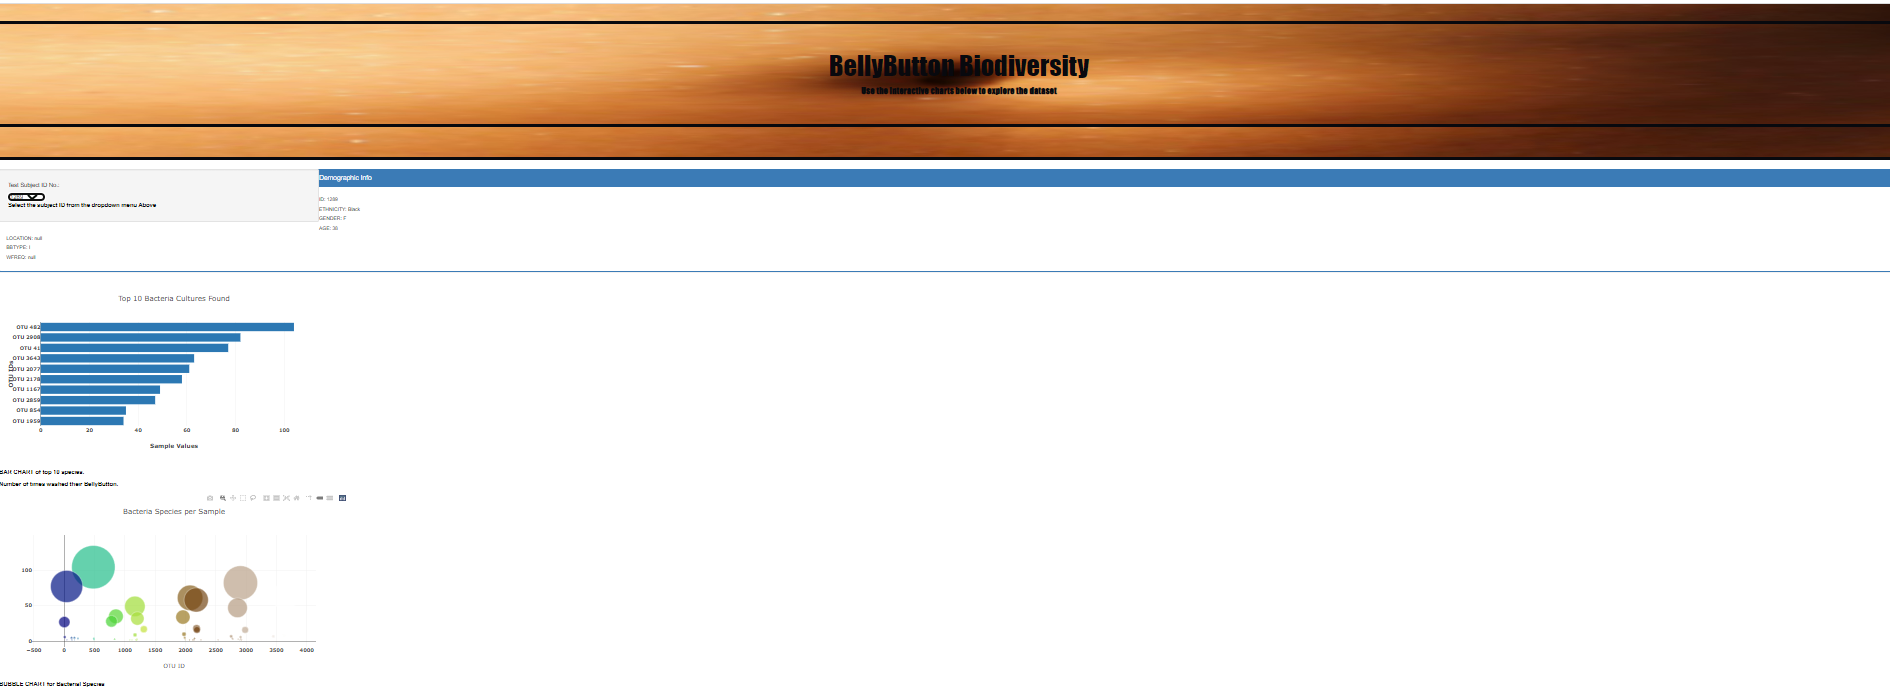 BellyButton Biodiversity
Use the interactive charts below to explore the dataset
Test Subject ID No.:
Select the subject ID from the dropdown menu Above
Demographic Info
ID: 1288
ETHNICITY: Black
GENDER: F
AGE: 36
LOCATION: null
BBTYPE: I
WFREQ: null
Top 10 Bacteria Cultures Found
OTU IDs
OTU 482
OTU 2908
OTU 41
OTU 3643
OTU 2077
OTU 2178
OTU 1167
OTU 2859
OTU 854
OTU 1959
0 20 40 60 80 100
Sample Values
BAR CHART of top 10 species.
Number of times washed their BellyButton.
Bacteria Species per Sample
100
50
0
−500 0 500 1000 1500 2000 2500 3000 3500 4000
OTU ID
BUBBLE CHART for Bacterial Species